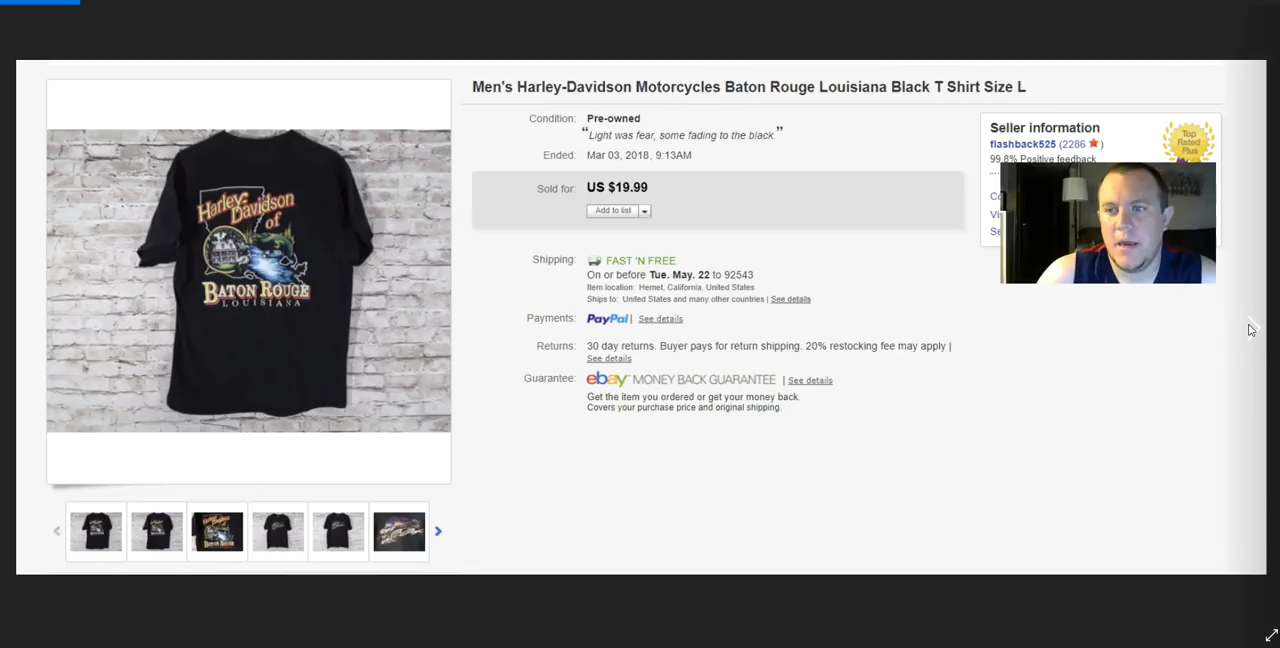 Men's Harley-Davidson Motorcycles Baton Rouge Louisiana Black T Shirt Size L
Condition: Pre-owned
“Light was fear, some fading to the black.”
Ended: Mar 03, 2018, 9:13AM
Sold for: US $19.99
Add to list
Shipping: FAST 'N FREE
On or before Tue. May. 22 to 92543
Item location: Hemet, California, United States
Ships to: United States and many other countries | See details
Payments: PayPal | See details
Returns: 30 day returns. Buyer pays for return shipping. 20% restocking fee may apply |
See details
Guarantee: ebay MONEY BACK GUARANTEE | See details
Get the item you ordered or get your money back.
Covers your purchase price and original shipping.
Seller information
flashback525 (2286 )
99.8% Positive feedback
Top
Rated
Plus
Harley-Davidson
of
BATON ROUGE
LOUISIANA